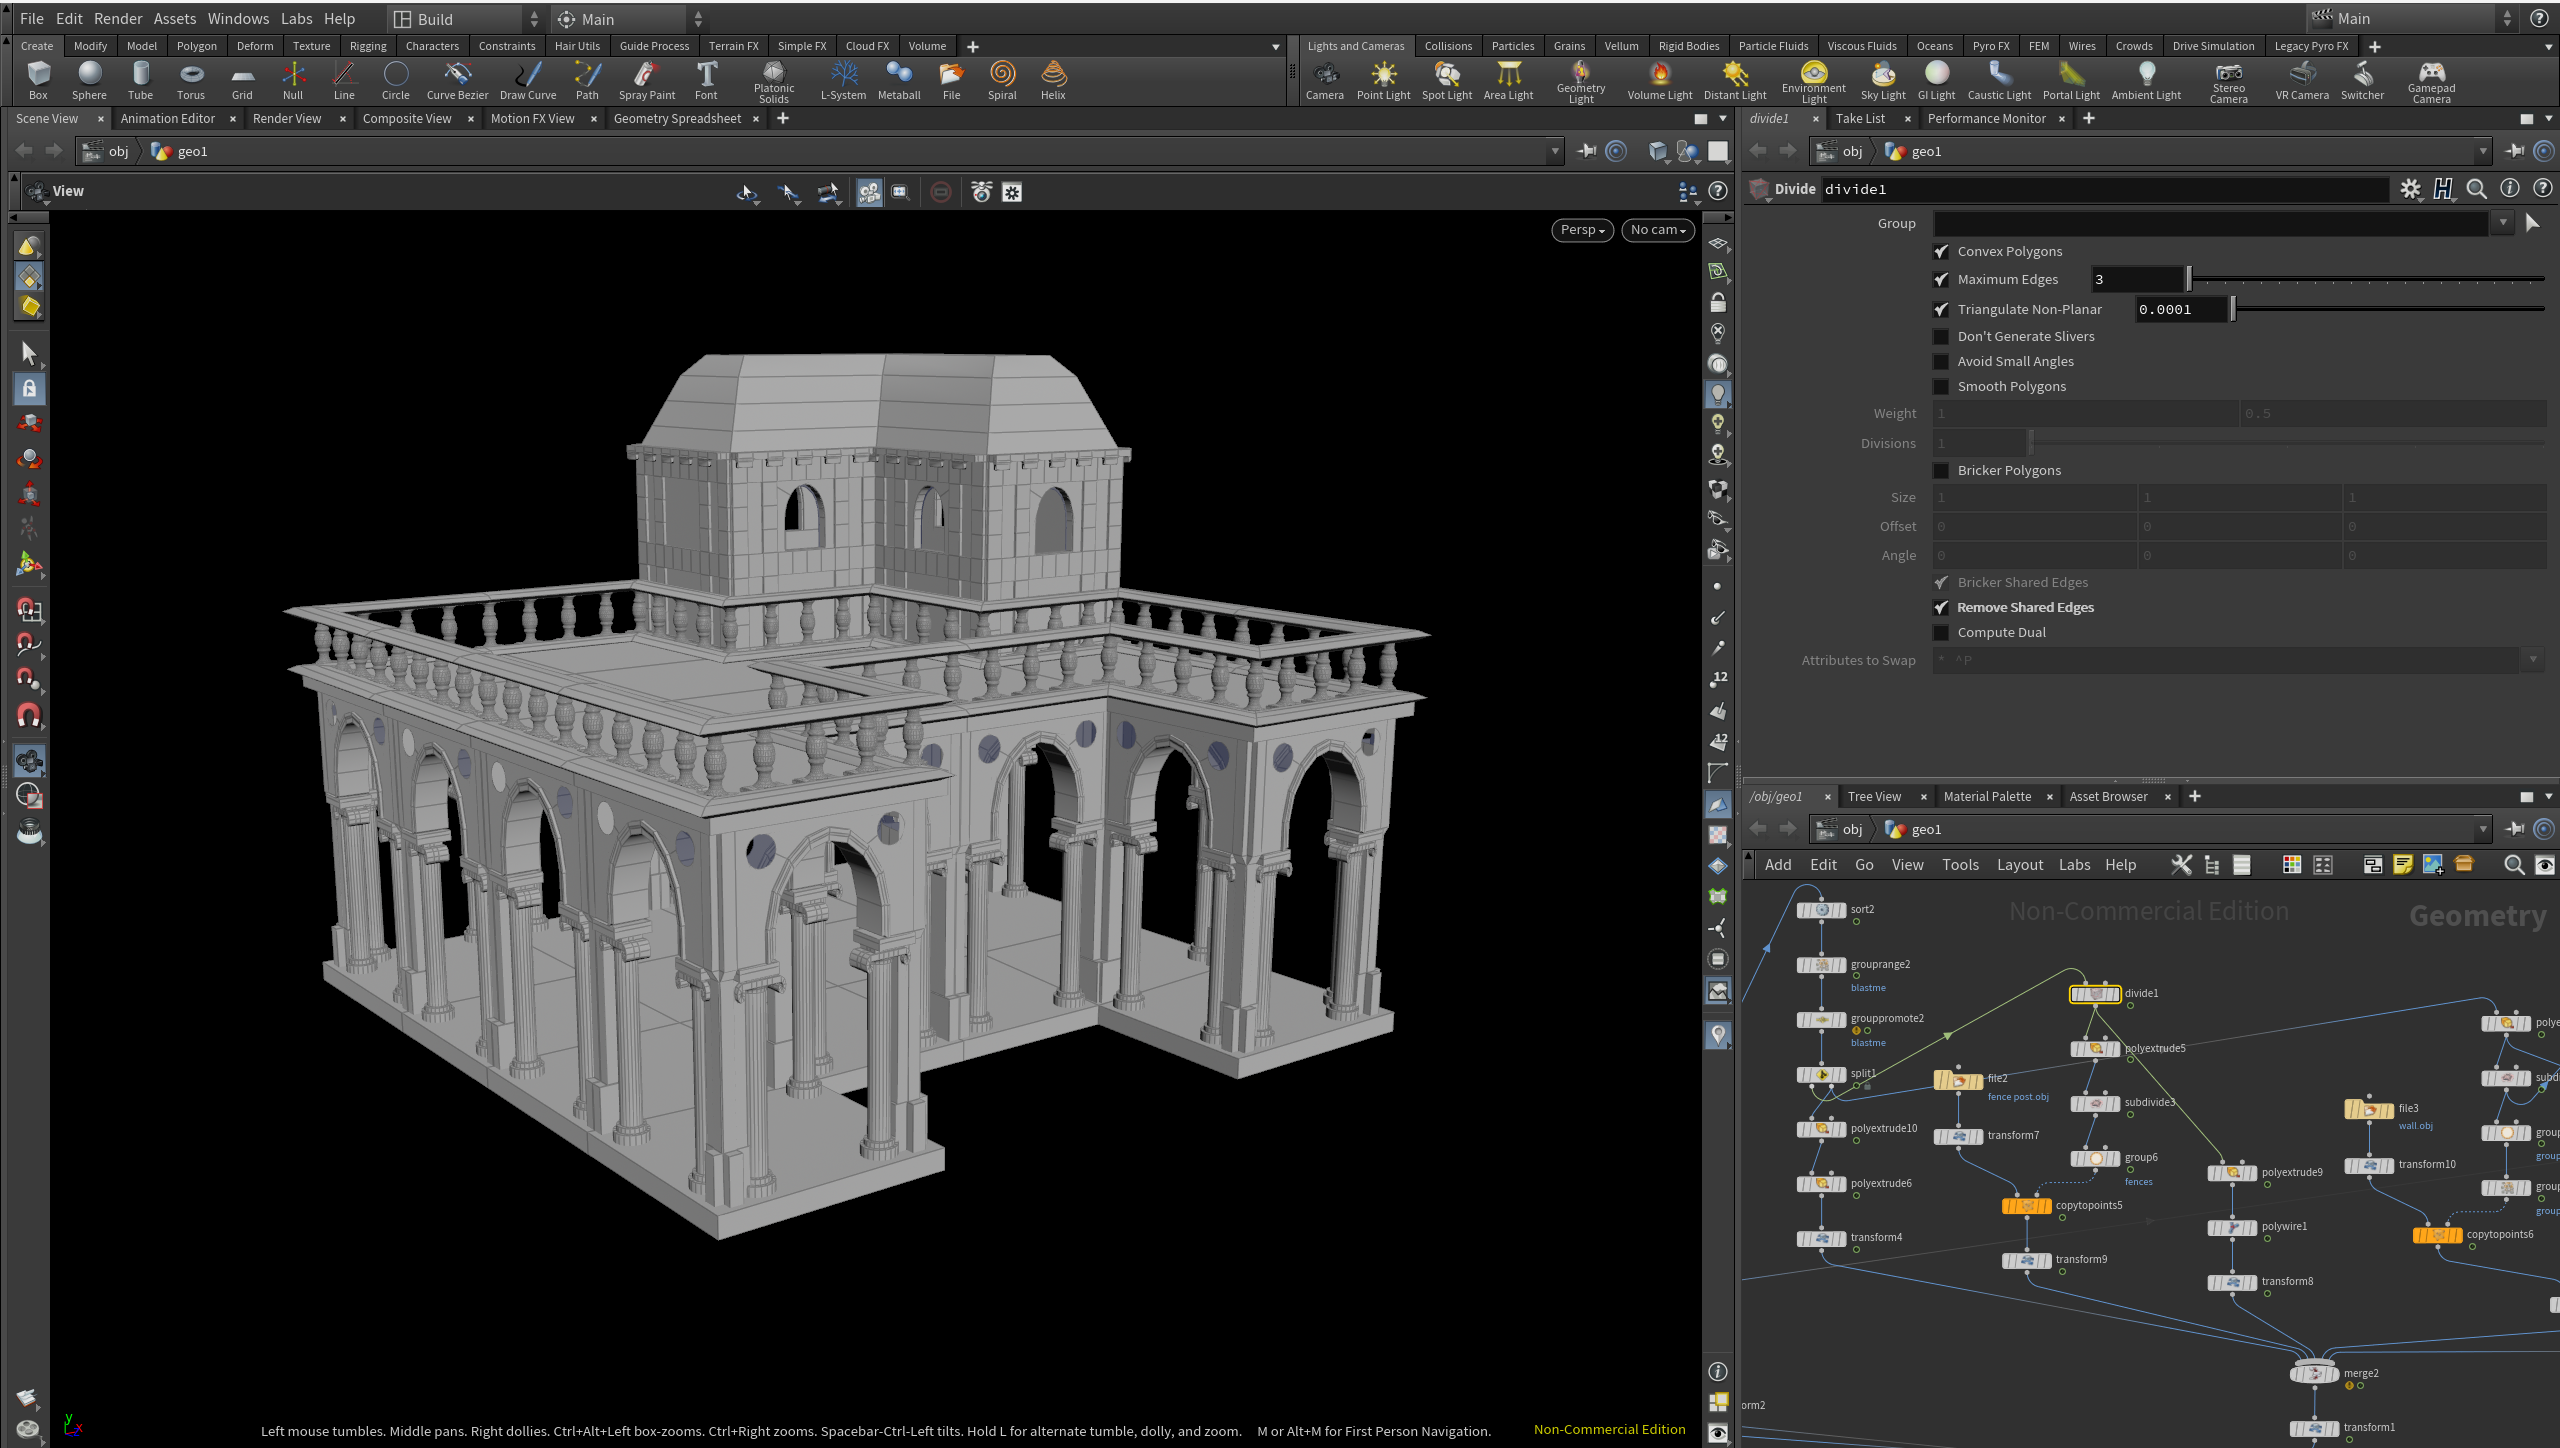 File Edit Render Assets Windows Labs Help Build Main Main
Create Modify Model Polygon Deform Texture Rigging Characters Constraints Hair Utils Guide Process Terrain FX Simple FX Cloud FX Volume
Lights and Cameras Collisions Particles Grains Vellum Rigid Bodies Particle Fluids Viscous Fluids Oceans Pyro FX FEM Wires Crowds Drive Simulation Legacy Pyro FX
Box Sphere Tube Torus Grid Null Line Circle Curve Bezier Draw Curve Path Spray Paint Font Platonic Solids L-System Metaball File Spiral Helix
Camera Point Light Spot Light Area Light Geometry Light Volume Light Distant Light Environment Light Sky Light GI Light Caustic Light Portal Light Ambient Light Stereo Camera VR Camera Switcher Gamepad Camera
Scene View Animation Editor Render View Composite View Motion FX View Geometry Spreadsheet
obj geo1
View
Persp No cam
12
12
Left mouse tumbles. Middle pans. Right dollies. Ctrl+Alt+Left box-zooms. Ctrl+Right zooms. Spacebar-Ctrl-Left tilts. Hold L for alternate tumble, dolly, and zoom. M or Alt+M for First Person Navigation.
Non-Commercial Edition
y
x
divide1 Take List Performance Monitor
obj geo1
Divide divide1
Group
Convex Polygons
Maximum Edges 3
Triangulate Non-Planar 0.0001
Don't Generate Slivers
Avoid Small Angles
Smooth Polygons
Weight 1 0.5
Divisions 1
Bricker Polygons
Size 1 1 1
Offset 0 0 0
Angle 0 0 0
Bricker Shared Edges
Remove Shared Edges
Compute Dual
Attributes to Swap * ^P
/obj/geo1 Tree View Material Palette Asset Browser
obj geo1
Add Edit Go View Tools Layout Labs Help
Non-Commercial Edition
Geometry
sort2
grouprange2
blastme
grouppromote2
blastme
split1
polyextrude10
polyextrude6
transform4
file2
fence post.obj
transform7
copytopoints5
transform9
divide1
polyextrude5
subdivide3
group6
fences
polyextrude9
polywire1
transform8
file3
wall.obj
transform10
copytopoints6
polye
subd
group
group
group
group
merge2
transform1
orm2